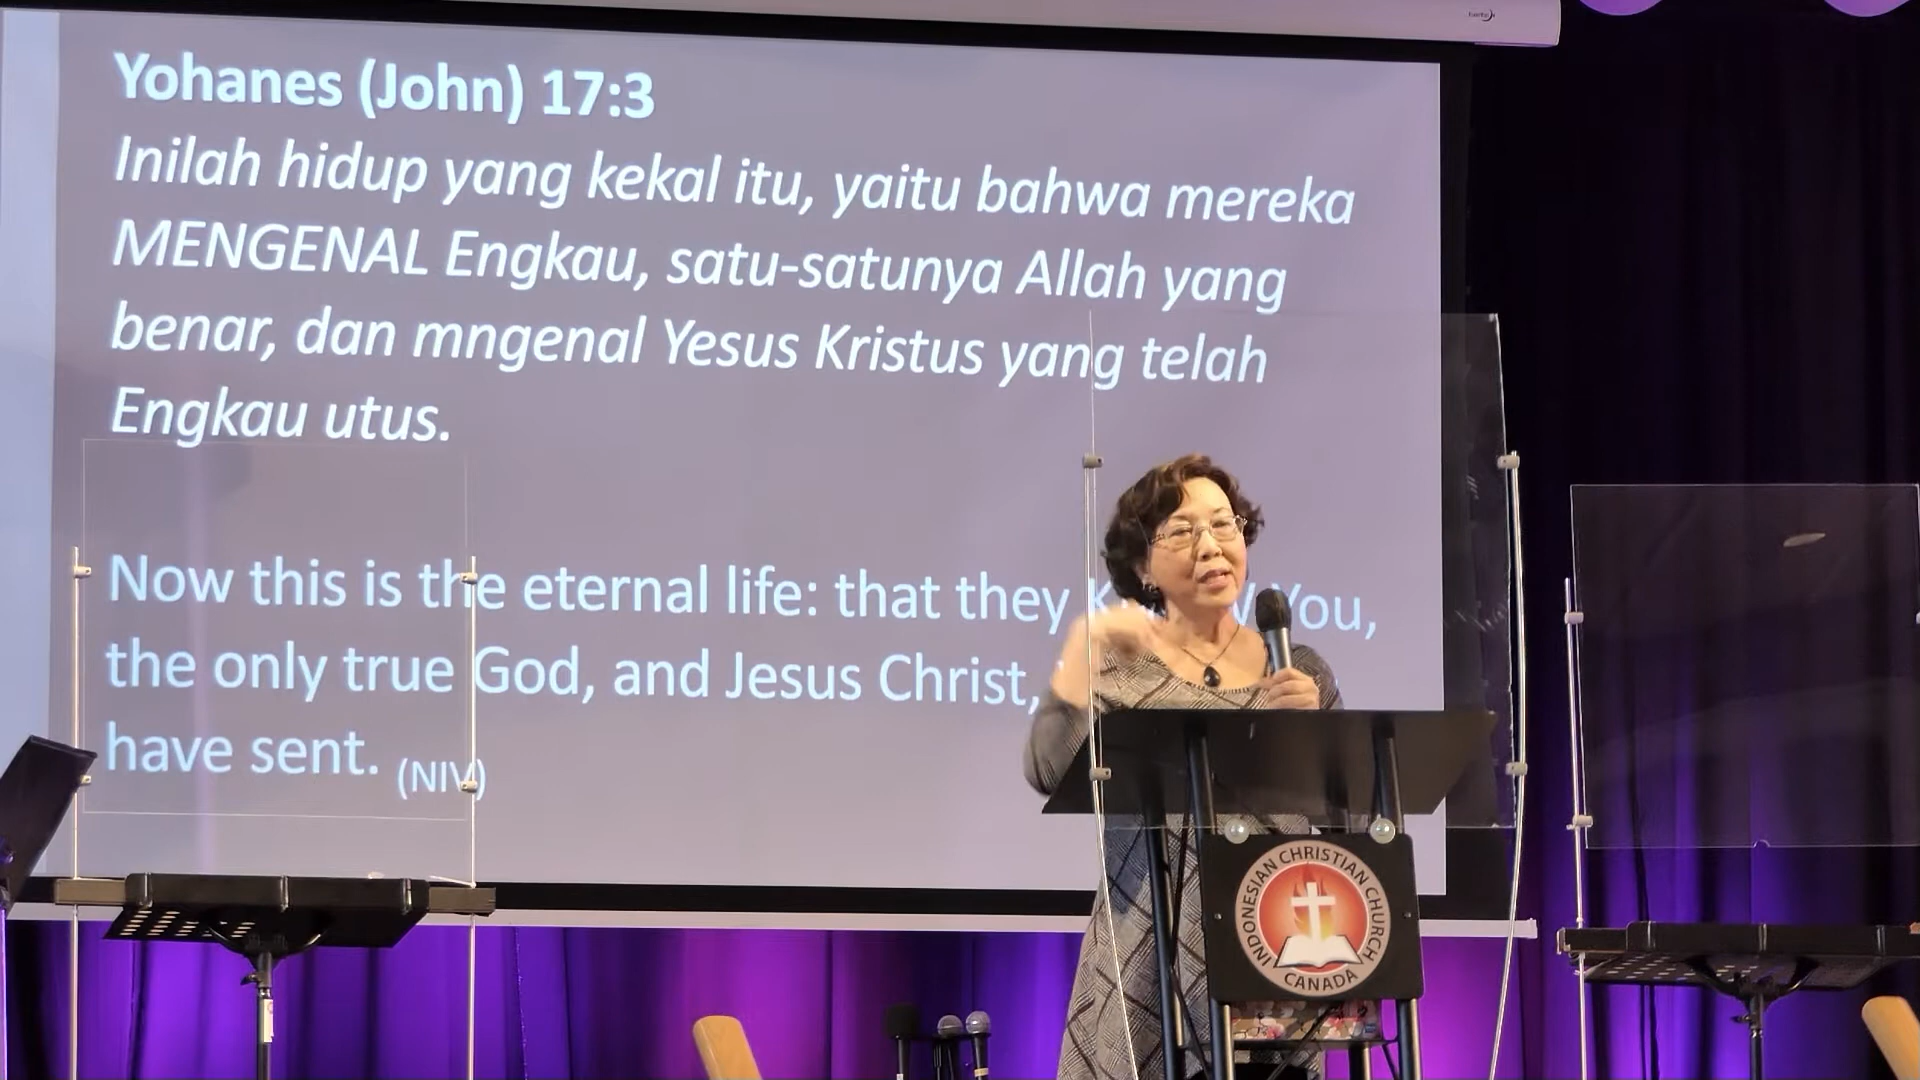 Yohanes (John) 17:3
Inilah hidup yang kekal itu, yaitu bahwa mereka
MENGENAL Engkau, satu-satunya Allah yang
benar, dan mngenal Yesus Kristus yang telah
Engkau utus.
Now this is the eternal life: that they You,
the only true God, and Jesus Christ,
have sent. (NIV)
INDONESIAN CHRISTIAN CHURCH
CANADA